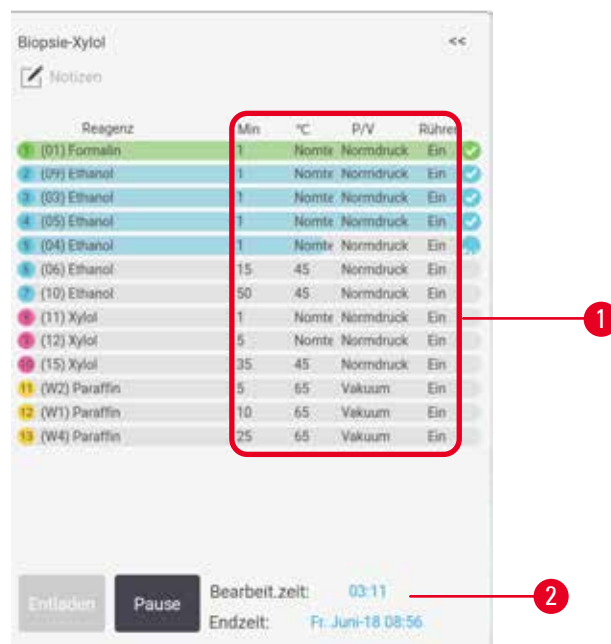 Biopsie-Xylol <<
Notizen
Reagenz Min °C P/V Rühren
1 (01) Formalin 1 Nomte Normdruck Ein
2 (09) Ethanol 1 Nomte Normdruck Ein
3 (03) Ethanol 1 Nomte Normdruck Ein
4 (05) Ethanol 1 Nomte Normdruck Ein
5 (04) Ethanol 1 Nomte Normdruck Ein
6 (06) Ethanol 15 45 Normdruck Ein
7 (10) Ethanol 50 45 Normdruck Ein
8 (11) Xylol 1 Nomte Normdruck Ein
9 (12) Xylol 5 Nomte Normdruck Ein
10 (15) Xylol 35 45 Normdruck Ein
11 (W2) Paraffin 5 65 Vakuum Ein
12 (W1) Paraffin 10 65 Vakuum Ein
13 (W4) Paraffin 25 65 Vakuum Ein
1
Entladen Pause Bearbeit.zeit: 03:11
2
Endzeit: Fr. Juni-18 08:56